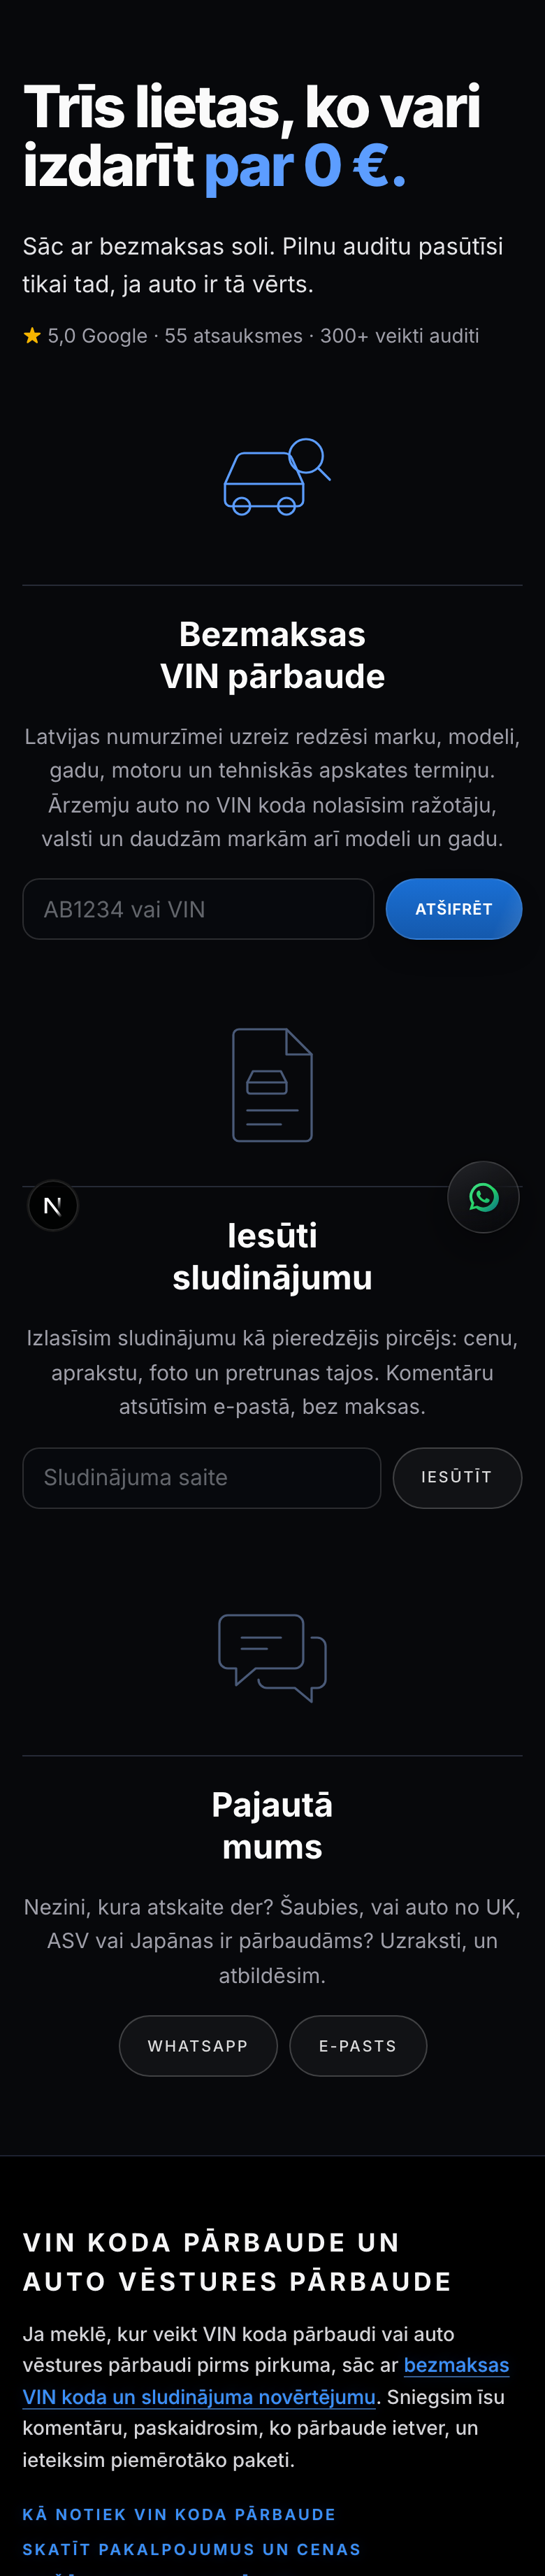 Trīs lietas, ko vari
izdarīt par 0 €.
Sāc ar bezmaksas soli. Pilnu auditu pasūtīsi
tikai tad, ja auto ir tā vērts.
5,0 Google · 55 atsauksmes · 300+ veikti auditi
Bezmaksas
VIN pārbaude
Latvijas numurzīmei uzreiz redzēsi marku, modeli,
gadu, motoru un tehniskās apskates termiņu.
Ārzemju auto no VIN koda nolasīsim ražotāju,
valsti un daudzām markām arī modeli un gadu.
AB1234 vai VIN
ATŠIFRĒT
N
Iesūti
sludinājumu
Izlasīsim sludinājumu kā pieredzējis pircējs: cenu,
aprakstu, foto un pretrunas tajos. Komentāru
atsūtīsim e-pastā, bez maksas.
Sludinājuma saite
IESŪTĪT
Pajautā
mums
Nezini, kura atskaite der? Šaubies, vai auto no UK,
ASV vai Japānas ir pārbaudāms? Uzraksti, un
atbildēsim.
WHATSAPP
E-PASTS
VIN KODA PĀRBAUDE UN
AUTO VĒSTURES PĀRBAUDE
Ja meklē, kur veikt VIN koda pārbaudi vai auto
vēstures pārbaudi pirms pirkuma, sāc ar bezmaksas
VIN koda un sludinājuma novērtējumu. Sniegsim īsu
komentāru, paskaidrosim, ko pārbaude ietver, un
ieteiksim piemērotāko paketi.
KĀ NOTIEK VIN KODA PĀRBAUDE
SKATĪT PAKALPOJUMUS UN CENAS